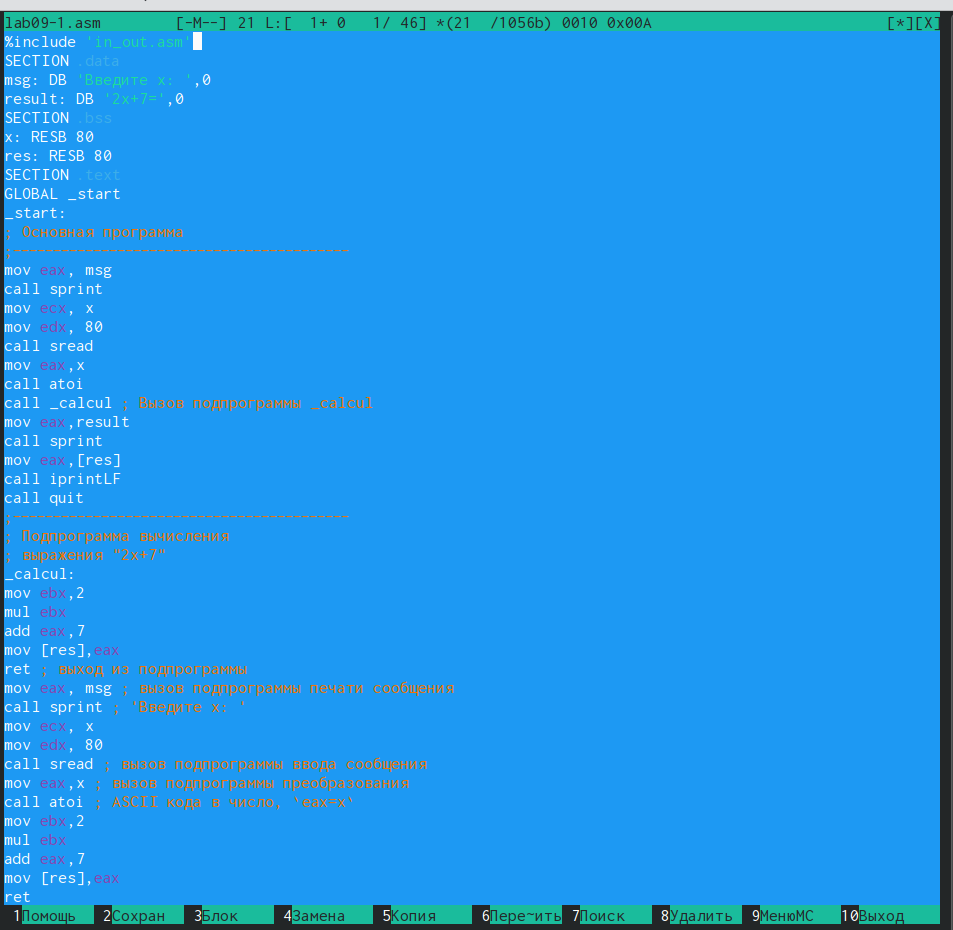 lab09-1.asm [-M--] 21 L:[ 1+ 0 1/ 46] *(21 /1056b) 0010 0x00A [*][X]
%include 'in_out.asm'
SECTION .data
msg: DB 'Введите x: ',0
result: DB '2x+7=',0
SECTION .bss
x: RESB 80
res: RESB 80
SECTION .text
GLOBAL _start
_start:
; Основная программа
;------------------------------------------
mov eax, msg
call sprint
mov ecx, x
mov edx, 80
call sread
mov eax,x
call atoi
call _calcul ; Вызов подпрограммы _calcul
mov eax,result
call sprint
mov eax,[res]
call iprintLF
call quit
;------------------------------------------
; Подпрограмма вычисления
; выражения "2x+7"
_calcul:
mov ebx,2
mul ebx
add eax,7
mov [res],eax
ret ; выход из подпрограммы
mov eax, msg ; вызов подпрограммы печати сообщения
call sprint ; 'Введите x: '
mov ecx, x
mov edx, 80
call sread ; вызов подпрограммы ввода сообщения
mov eax,x ; вызов подпрограммы преобразования
call atoi ; ASCII кода в число, `eax=x`
mov ebx,2
mul ebx
add eax,7
mov [res],eax
ret
1Помощь 2Сохран 3Блок 4Замена 5Копия 6Пере~ить 7Поиск 8Удалить 9МенюMC 10Выход